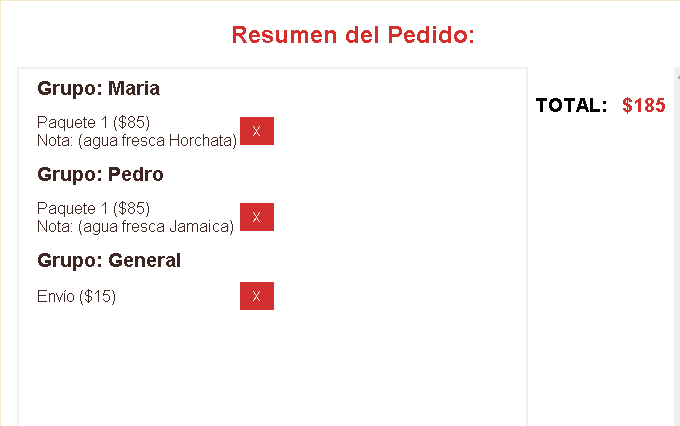 Resumen del Pedido:
Grupo: Maria
Paquete 1 ($85)
Nota: (agua fresca Horchata) X
Grupo: Pedro
Paquete 1 ($85)
Nota: (agua fresca Jamaica) X
Grupo: General
Envío ($15) X
TOTAL: $185